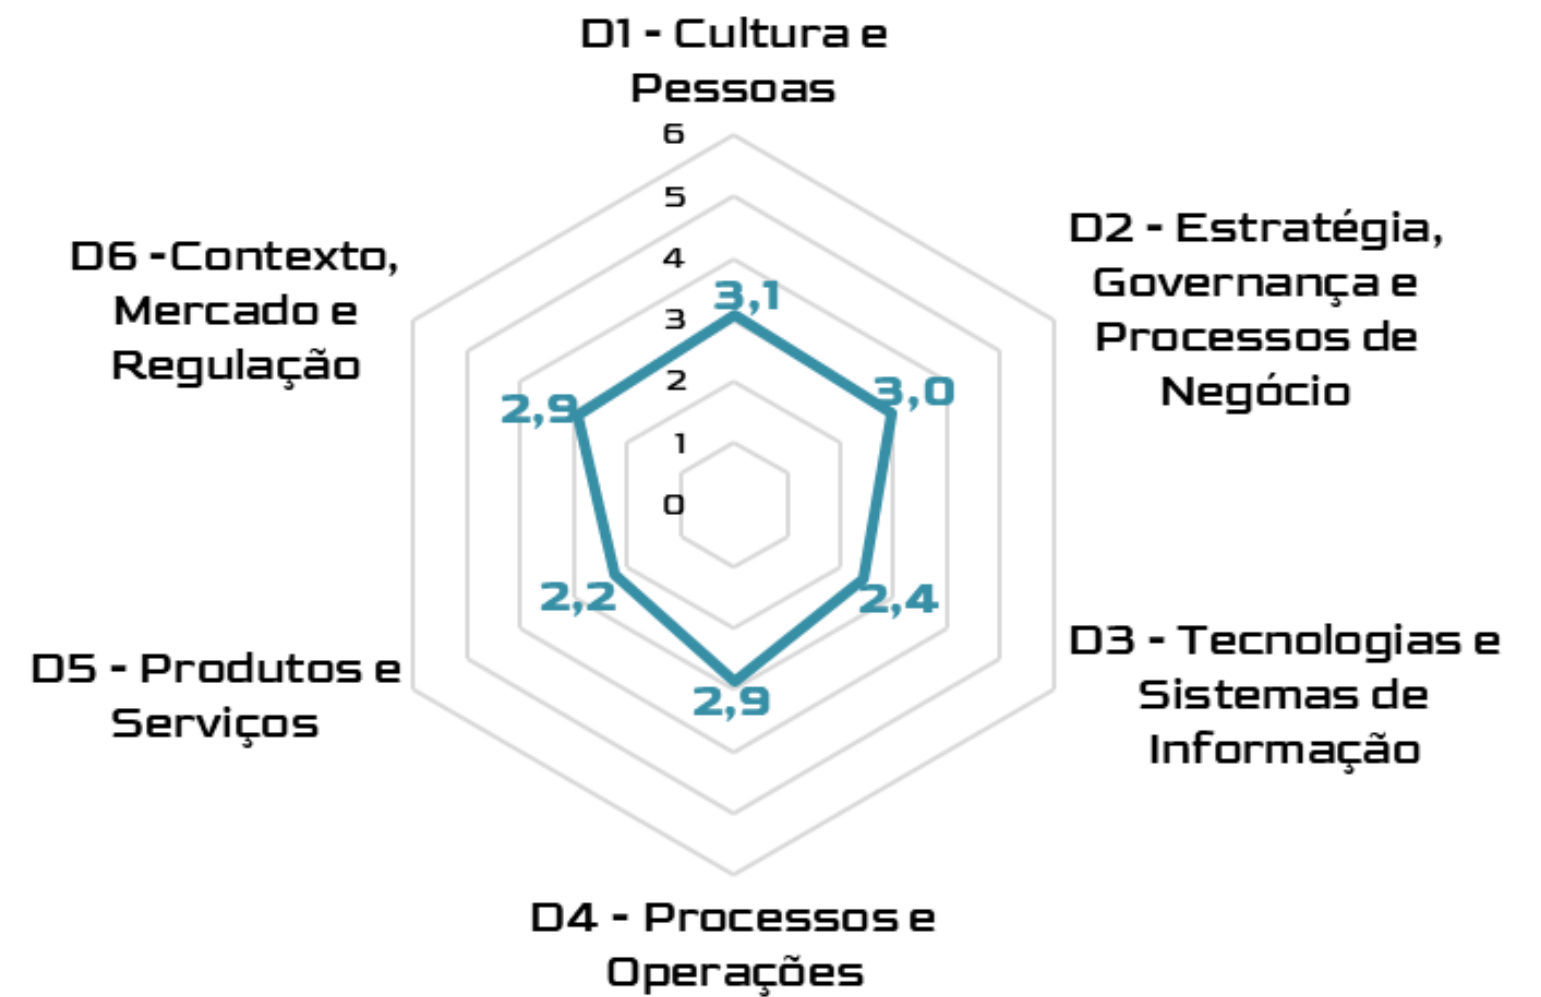 D1 - Cultura e
Pessoas
6
5
4
3
2
1
0
3,1
D2 - Estratégia,
Governança e
Processos de
Negócio
3,0
D3 - Tecnologias e
Sistemas de
Informação
2,4
D4 - Processos e
Operações
2,9
D5 - Produtos e
Serviços
2,2
D6 -Contexto,
Mercado e
Regulação
2,9